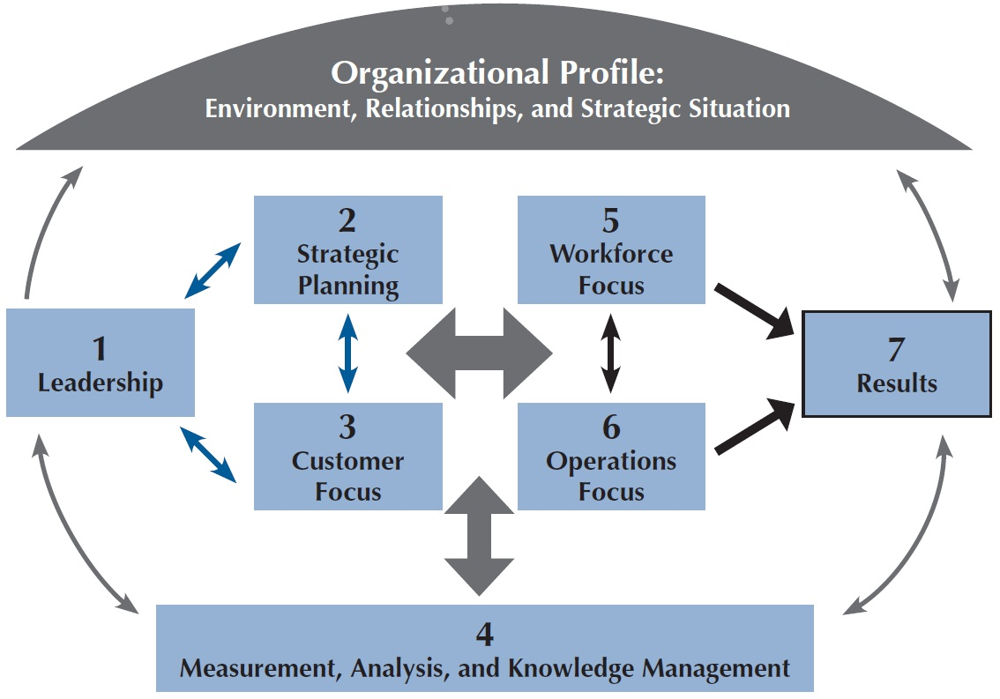 Organizational Profile:
Environment, Relationships, and Strategic Situation
2
Strategic
Planning
5
Workforce
Focus
1
Leadership
7
Results
3
Customer
Focus
6
Operations
Focus
4
Measurement, Analysis, and Knowledge Management